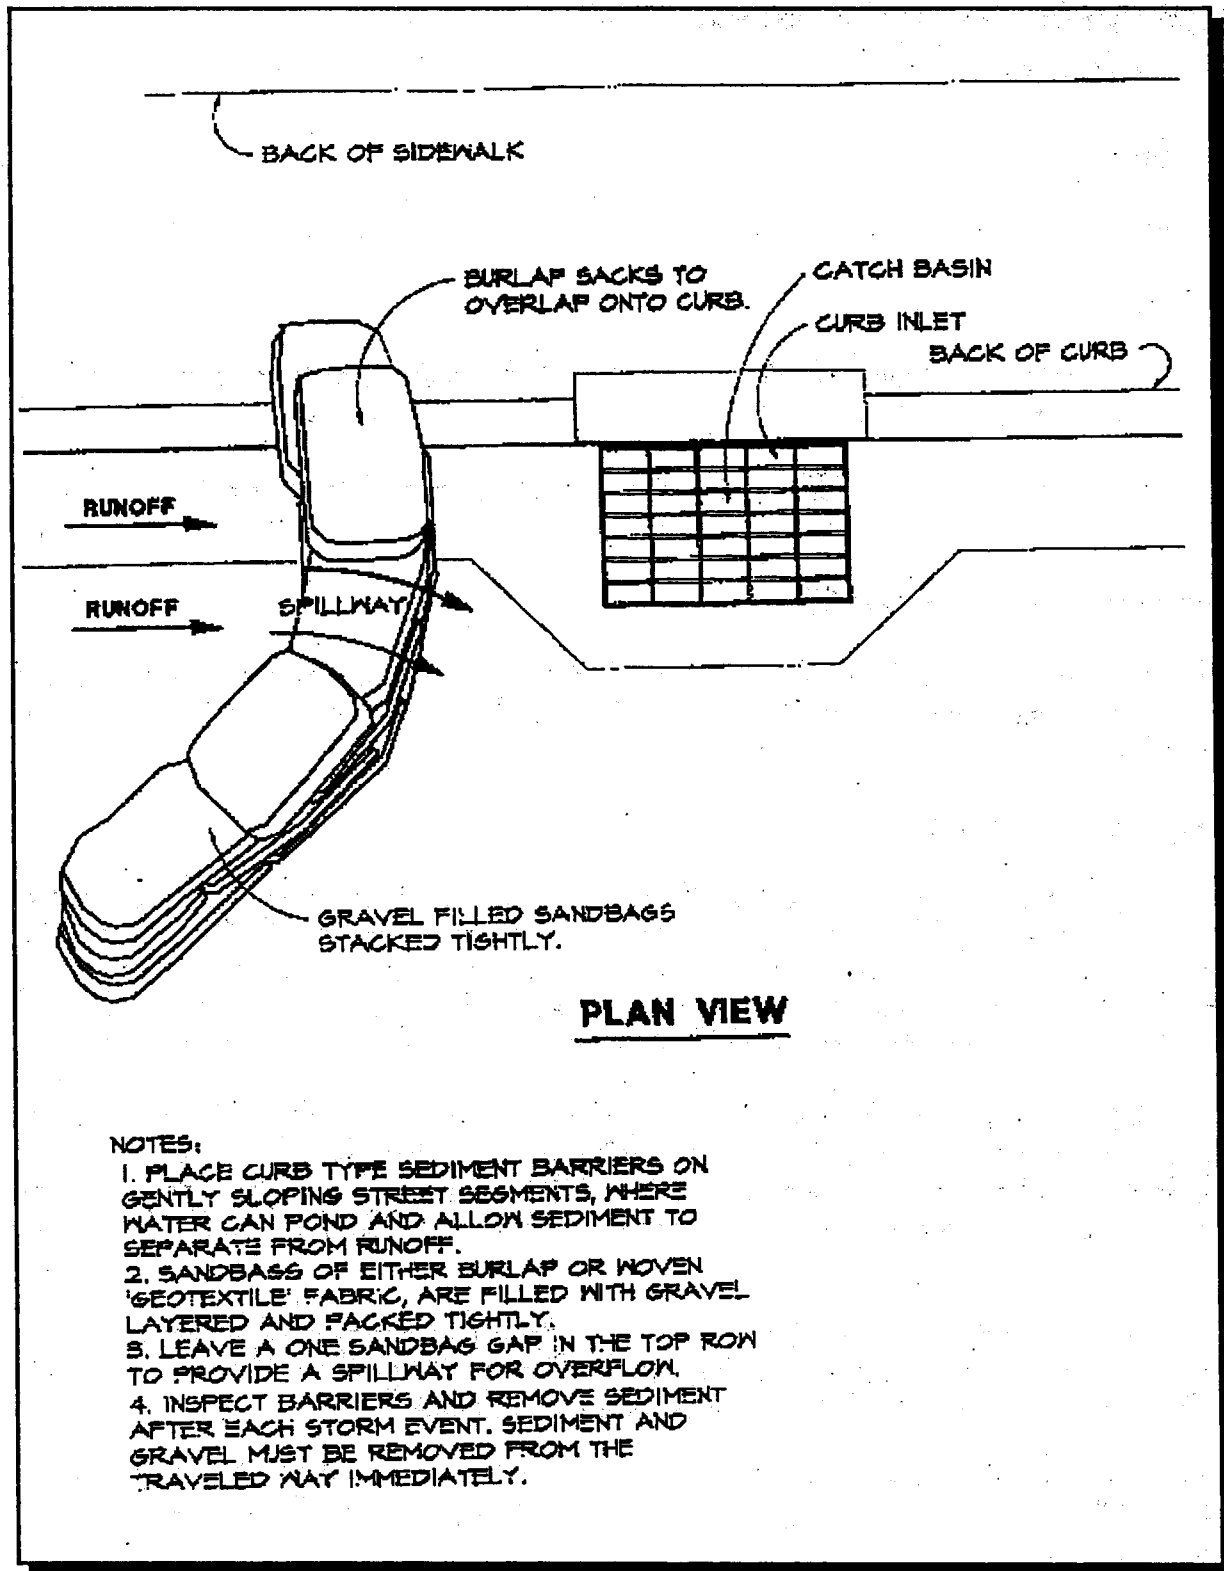 BACK OF SIDEWALK
BURLAP SACKS TO
OVERLAP ONTO CURB.
CATCH BASIN
CURB INLET
BACK OF CURB
RUNOFF
RUNOFF
SPILLWAY
GRAVEL FILLED SANDBAGS
STACKED TIGHTLY.
PLAN VIEW
NOTES:
1. PLACE CURB TYPE SEDIMENT BARRIERS ON
GENTLY SLOPING STREET SEGMENTS, WHERE
WATER CAN POND AND ALLOW SEDIMENT TO
SEPARATE FROM RUNOFF.
2. SANDBAGS OF EITHER BURLAP OR WOVEN
'GEOTEXTILE' FABRIC, ARE FILLED WITH GRAVEL
LAYERED AND PACKED TIGHTLY.
3. LEAVE A ONE SANDBAG GAP IN THE TOP ROW
TO PROVIDE A SPILLWAY FOR OVERFLOW.
4. INSPECT BARRIERS AND REMOVE SEDIMENT
AFTER EACH STORM EVENT. SEDIMENT AND
GRAVEL MUST BE REMOVED FROM THE
TRAVELED WAY IMMEDIATELY.